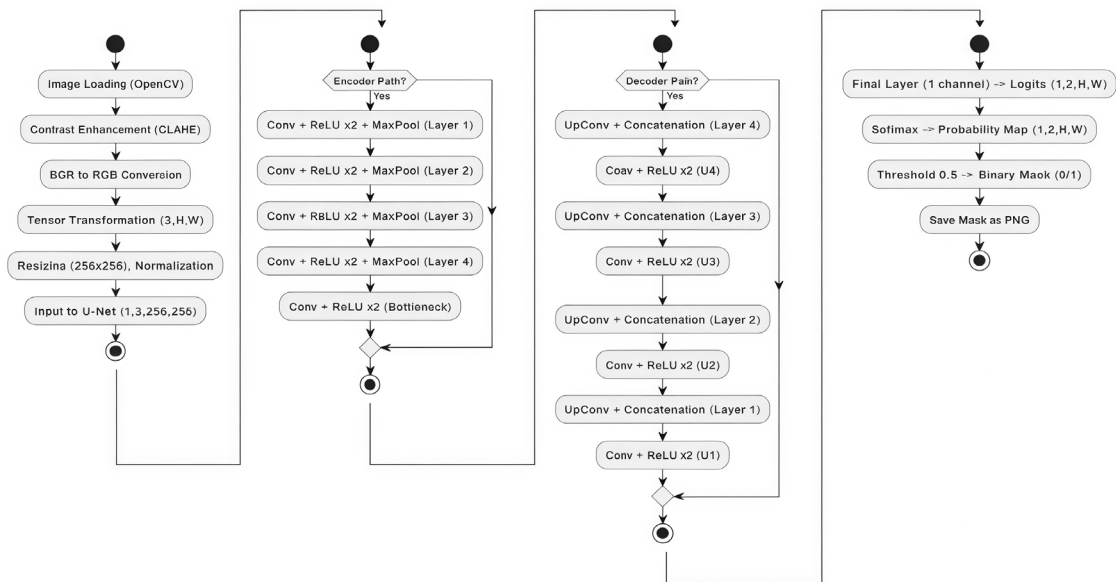 Image Loading (OpenCV)
Contrast Enhancement (CLAHE)
BGR to RGB Conversion
Tensor Transformation (3,H,W)
Resizina (256x256), Normalization
Input to U-Net (1,3,256,256)
Encoder Path?
Yes
Conv + ReLU x2 + MaxPool (Layer 1)
Conv + ReLU x2 + MaxPool (Layer 2)
Conv + RBLU x2 + MaxPool (Layer 3)
Conv + ReLU x2 + MaxPool (Layer 4)
Conv + ReLU x2 (Bottleneck)
Decoder Pain?
Yes
UpConv + Concatenation (Layer 4)
Coav + ReLU x2 (U4)
UpConv + Concatenation (Layer 3)
Conv + ReLU x2 (U3)
UpConv + Concatenation (Layer 2)
Conv + ReLU x2 (U2)
UpConv + Concatenation (Layer 1)
Conv + ReLU x2 (U1)
Final Layer (1 channel) -> Logits (1,2,H,W)
Sofimax -> Probability Map (1,2,H,W)
Threshold 0.5 -> Binary Maok (0/1)
Save Mask as PNG